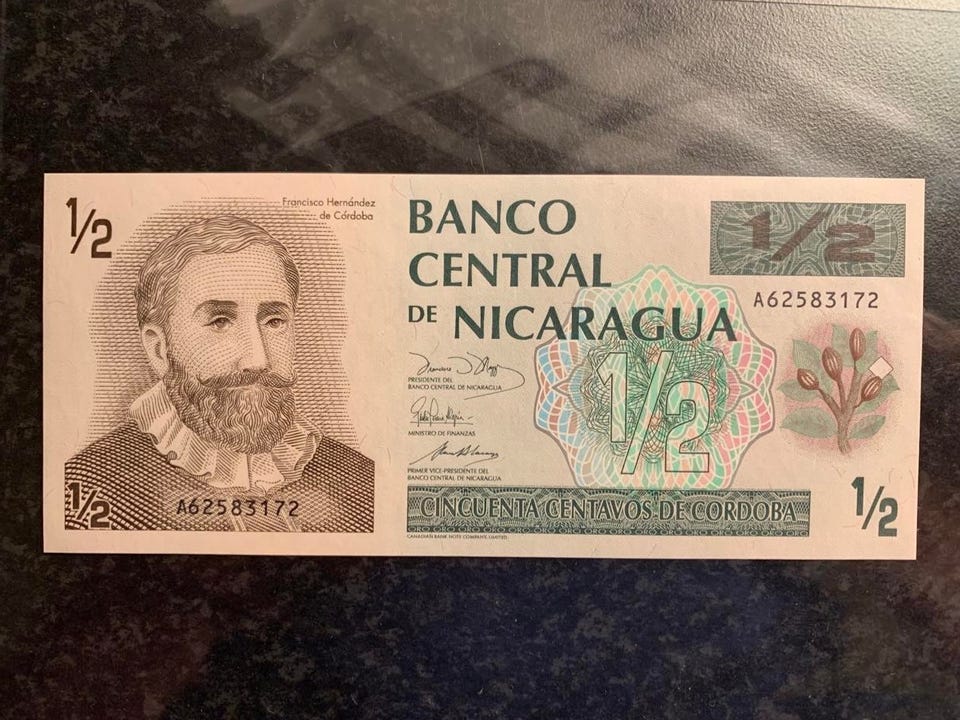 1/2
Francisco Hernández
de Córdoba
1/2
A62583172
BANCO
CENTRAL
DE NICARAGUA
PRESIDENTE DEL
BANCO CENTRAL DE NICARAGUA
MINISTRO DE FINANZAS
PRIMER VICE-PRESIDENTE DEL
BANCO CENTRAL DE NICARAGUA
1/2
CINCUENTA CENTAVOS DE CORDOBA
CANADIAN BANK NOTE COMPANY, LIMITED
1/2
A62583172
1/2